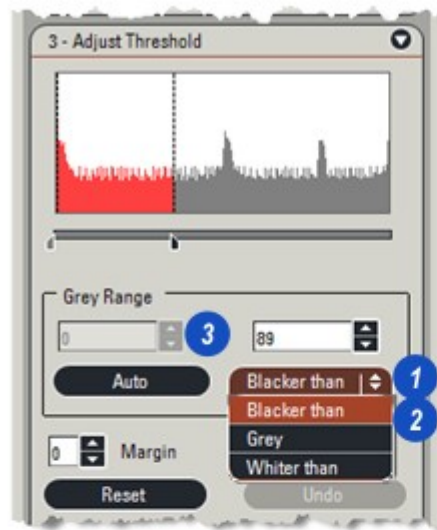 3 - Adjust Threshold
Grey Range
0
3
89
Auto
Blacker than
1
Blacker than
2
Grey
Whiter than
0
Margin
Reset
Undo